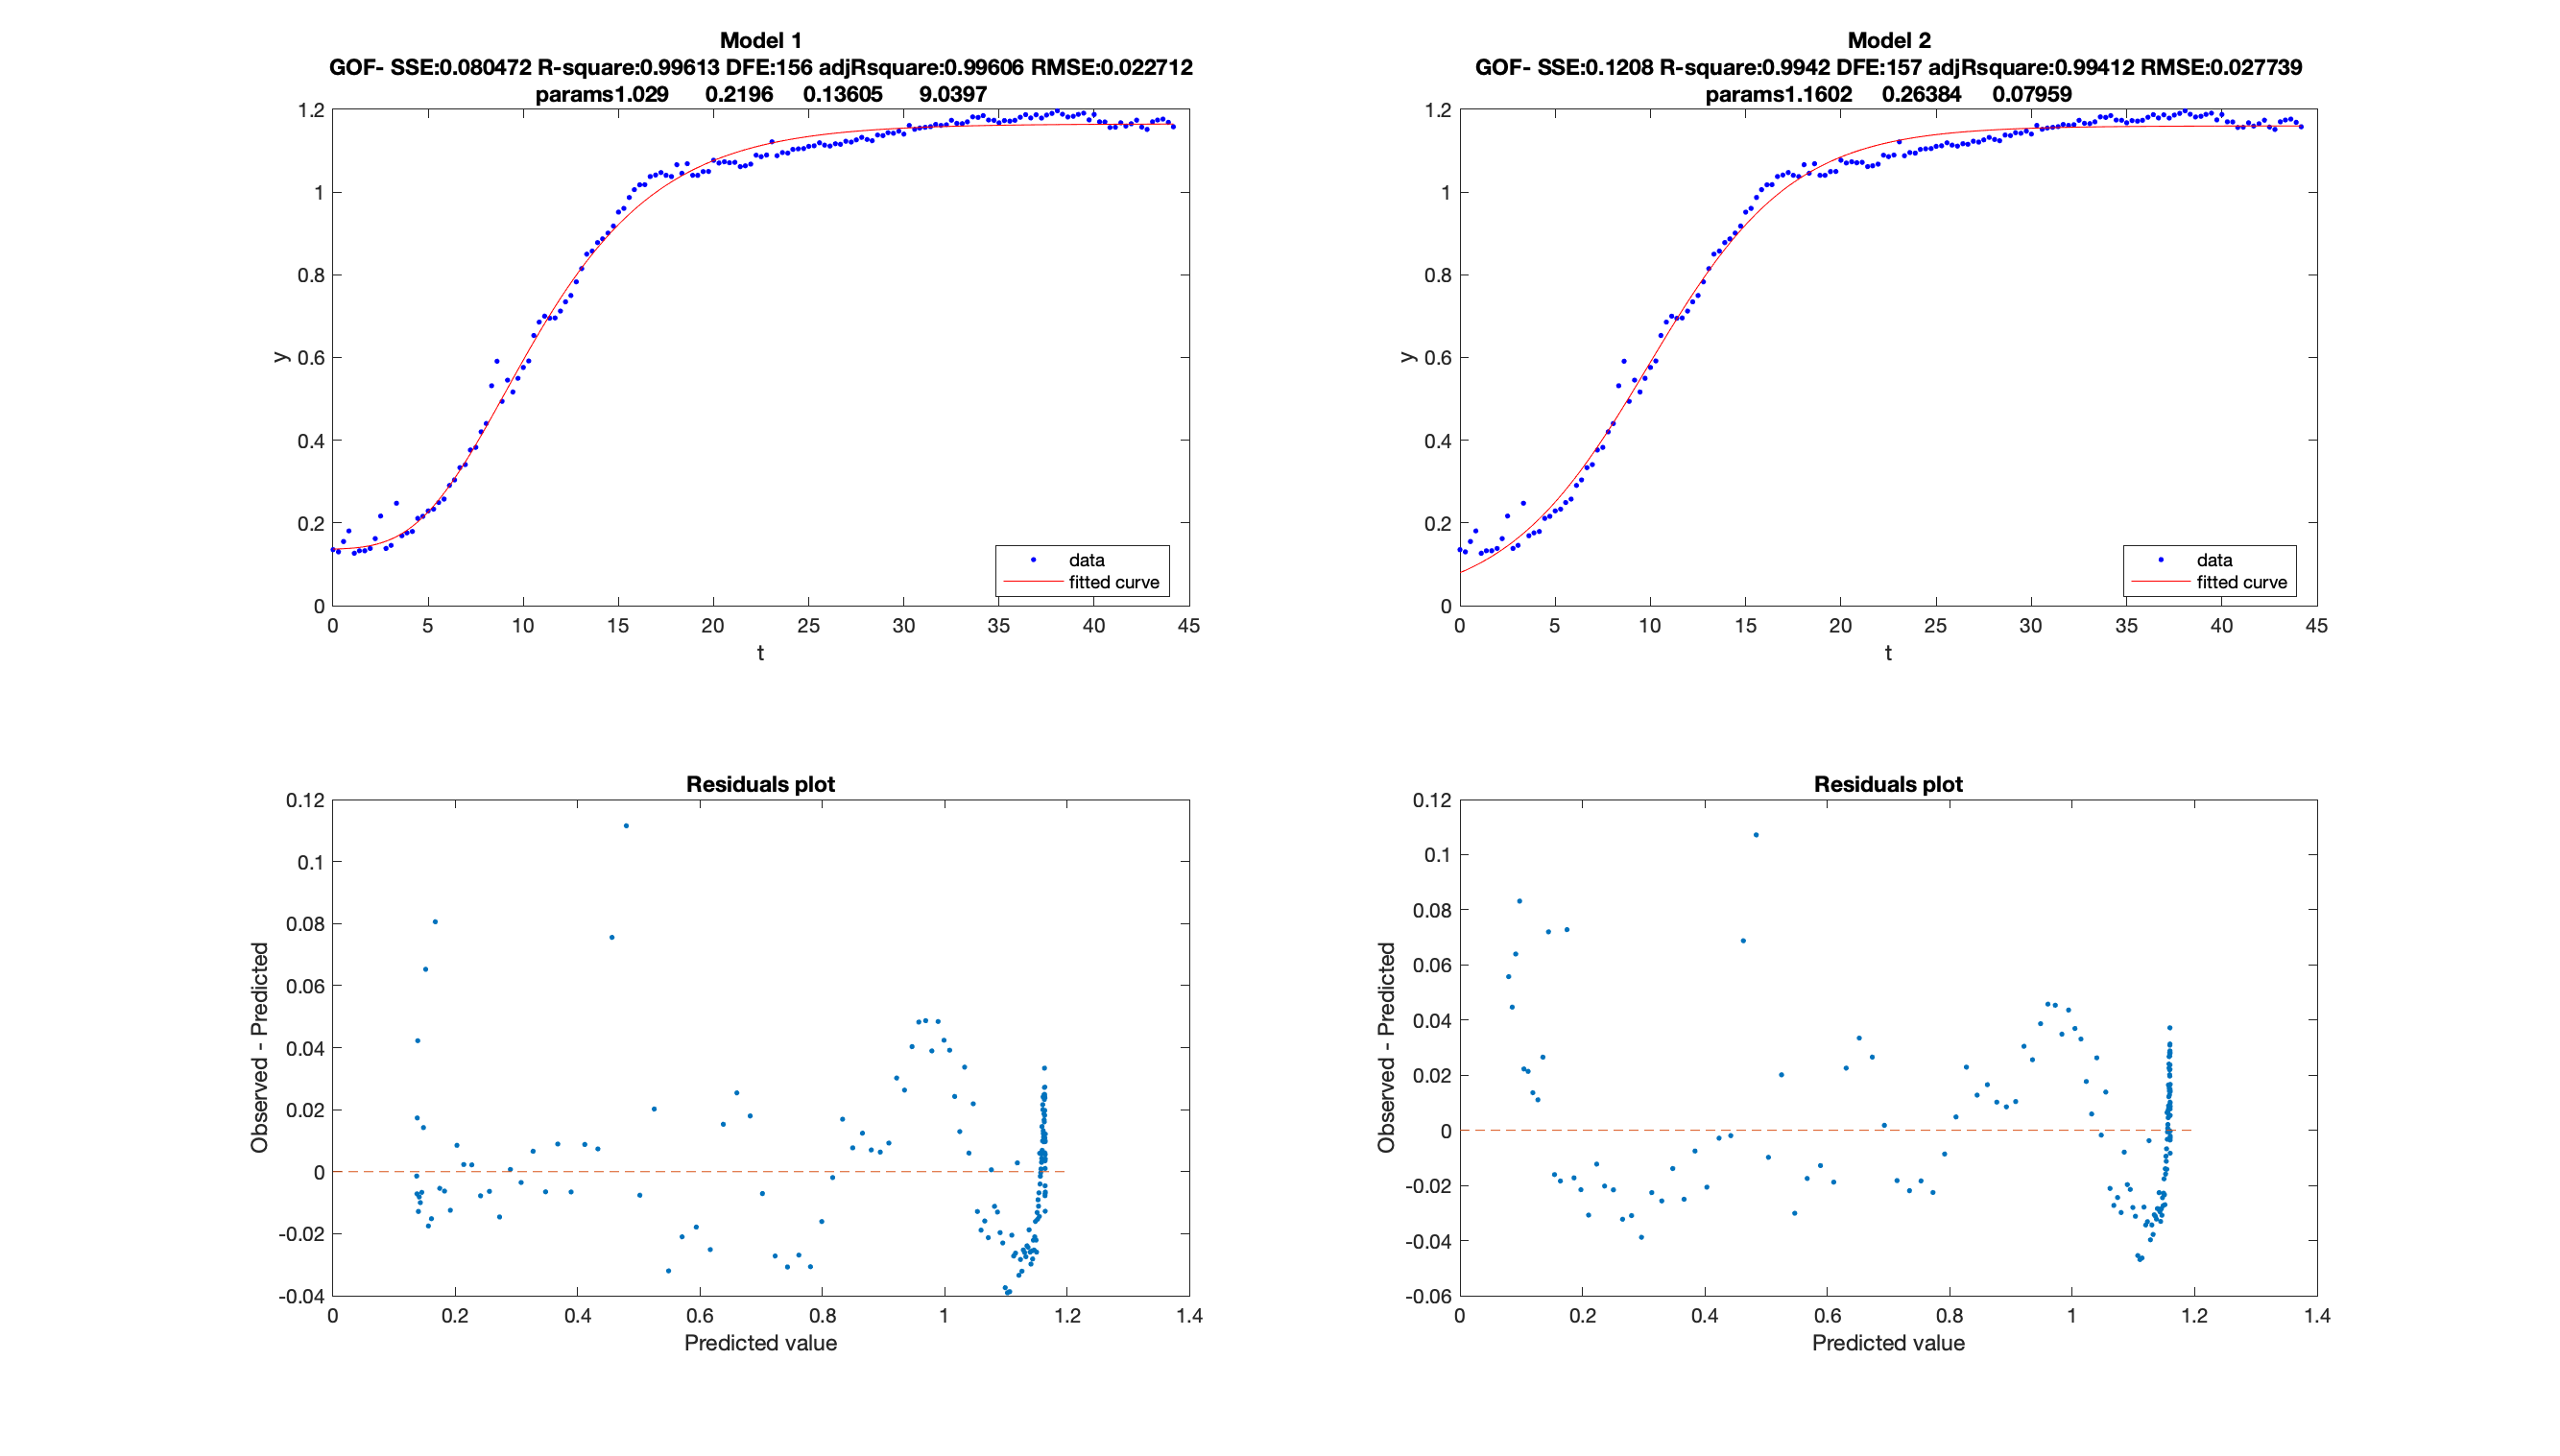 Model 1
GOF- SSE:0.080472 R-square:0.99613 DFE:156 adjRsquare:0.99606 RMSE:0.022712
params1.029 0.2196 0.13605 9.0397
1.2
1
0.8
0.6
0.4
0.2
0
y
0 5 10 15 20 25 30 35 40 45
t
data
fitted curve
Model 2
GOF- SSE:0.1208 R-square:0.9942 DFE:157 adjRsquare:0.99412 RMSE:0.027739
params1.1602 0.26384 0.07959
1.2
1
0.8
0.6
0.4
0.2
0
y
0 5 10 15 20 25 30 35 40 45
t
data
fitted curve
Residuals plot
0.12
0.1
0.08
0.06
0.04
0.02
0
-0.02
-0.04
Observed - Predicted
0 0.2 0.4 0.6 0.8 1 1.2 1.4
Predicted value
Residuals plot
0.12
0.1
0.08
0.06
0.04
0.02
0
-0.02
-0.04
-0.06
Observed - Predicted
0 0.2 0.4 0.6 0.8 1 1.2 1.4
Predicted value